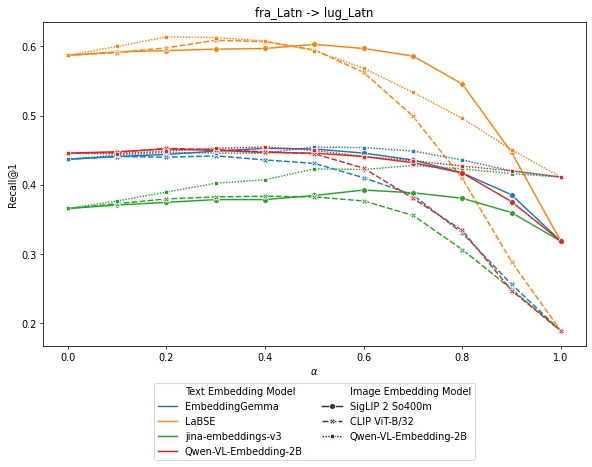 fra_Latn -> lug_Latn
Recall@1
0.6
0.5
0.4
0.3
0.2
0.0 0.2 0.4 0.6 0.8 1.0
α
Text Embedding Model Image Embedding Model
EmbeddingGemma SigLIP 2 So400m
LaBSE CLIP ViT-B/32
jina-embeddings-v3 Qwen-VL-Embedding-2B
Qwen-VL-Embedding-2B